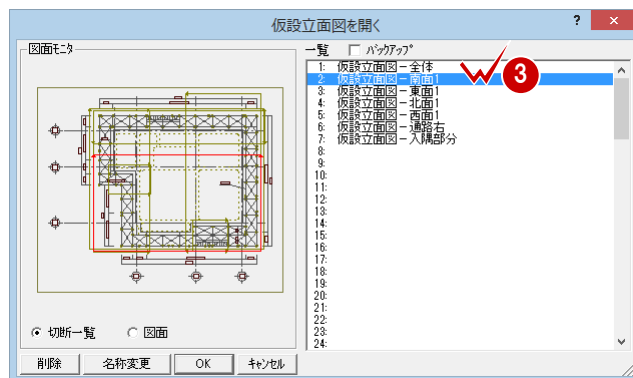 仮設立面図を開く
?
×
図面モニタ
一覧
バックアップ
1: 仮設立面図－全体
2: 仮設立面図－南面1
3: 仮設立面図－東面1
4: 仮設立面図－北面1
5: 仮設立面図－西面1
6: 仮設立面図－通路右
7: 仮設立面図－入隅部分
8:
9:
10:
11:
12:
13:
14:
15:
16:
17:
18:
19:
20:
21:
22:
23:
24:
3
切断一覧
図面
削除
名称変更
OK
キャンセル